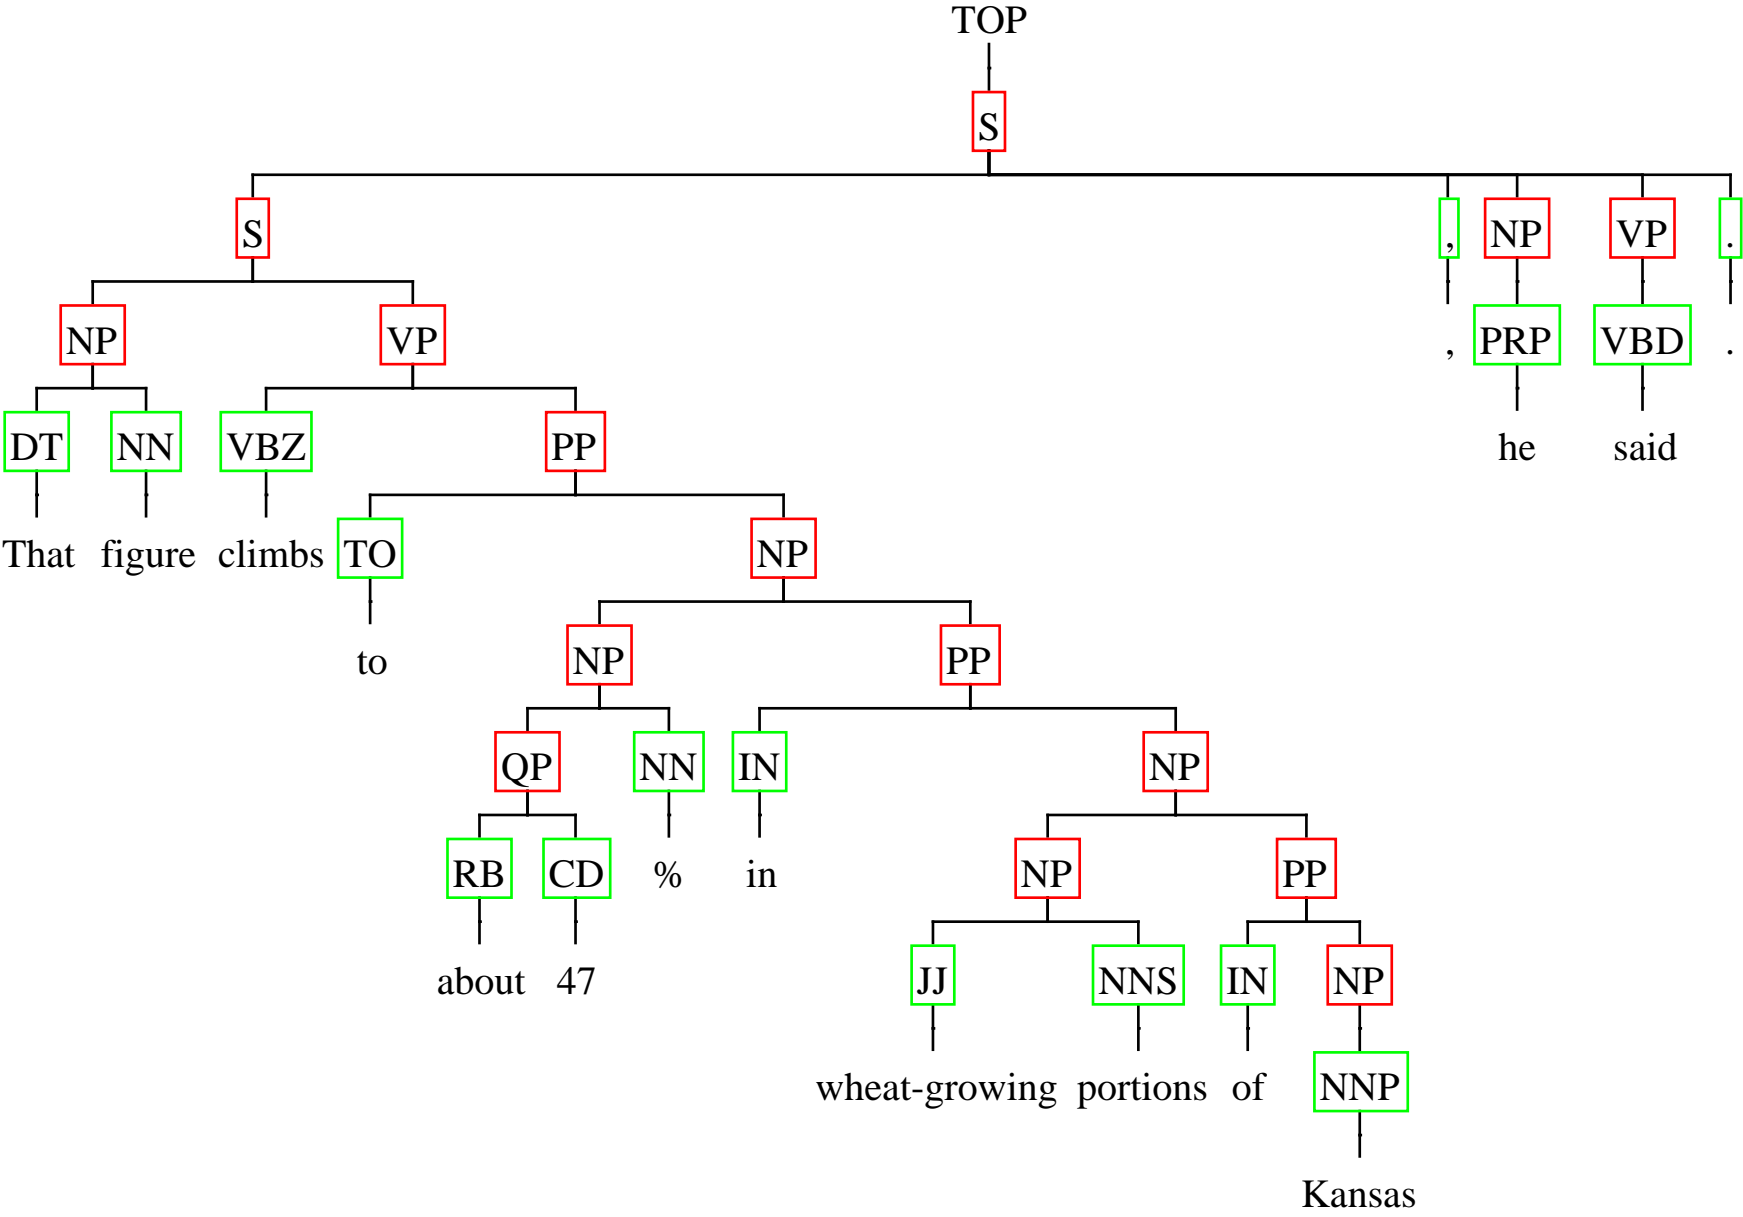 TOP
S
S , NP VP .
NP VP , PRP VBD .
DT NN VBZ PP he said
That figure climbs TO NP
to NP PP
QP NN IN NP
RB CD % in NP PP
about 47 JJ NNS IN NP
wheat-growing portions of NNP
Kansas